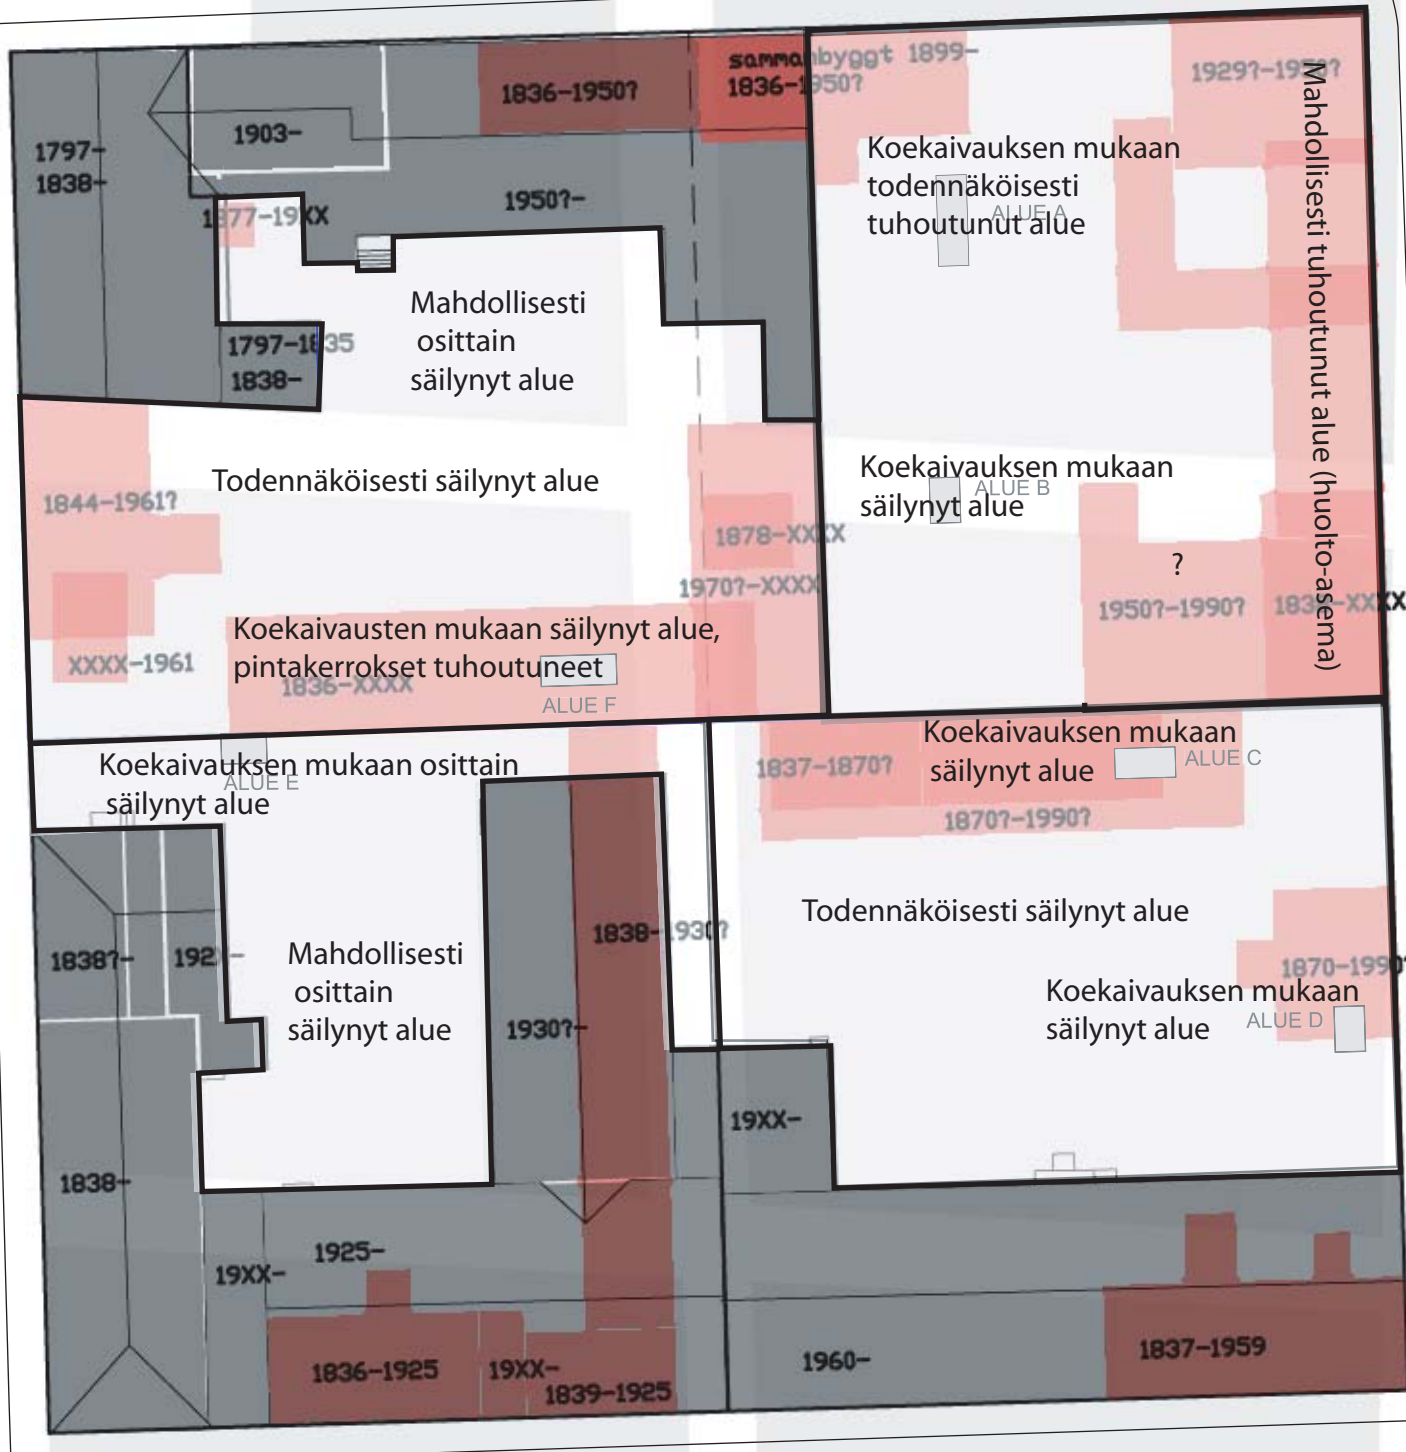 sammanbyggt 1899-
1836-1950?
1836-1950?
1929?-1950?
1903-
1797-
1838-
1950?-
1877-19XX
Koekaivauksen mukaan
todennäköisesti
tuhoutunut alue
ALUE A
Mahdollisesti tuhoutunut alue (huolto-asema)
Mahdollisesti
osittain
säilynyt alue
1797-1835
1838-
Todennäköisesti säilynyt alue
1844-1961?
Koekaivauksen mukaan
säilynyt alue
ALUE B
1878-XXXX
1970?-XXXX
?
1950?-1990?
XXXX-1961
Koekaivausten mukaan säilynyt alue,
pintakerrokset tuhoutuneet
1836-XXXX
ALUE F
Koekaivauksen mukaan osittain
säilynyt alue
ALUE E
1837-1870?
Koekaivauksen mukaan
säilynyt alue
ALUE C
1870?-1990?
Todennäköisesti säilynyt alue
1838?-
Mahdollisesti
osittain
säilynyt alue
1838-1930?
1930?-
1870-1990?
Koekaivauksen mukaan
säilynyt alue
ALUE D
19XX-
1838-
1925-
19XX-
1836-1925
19XX-
1839-1925
1960-
1837-1959